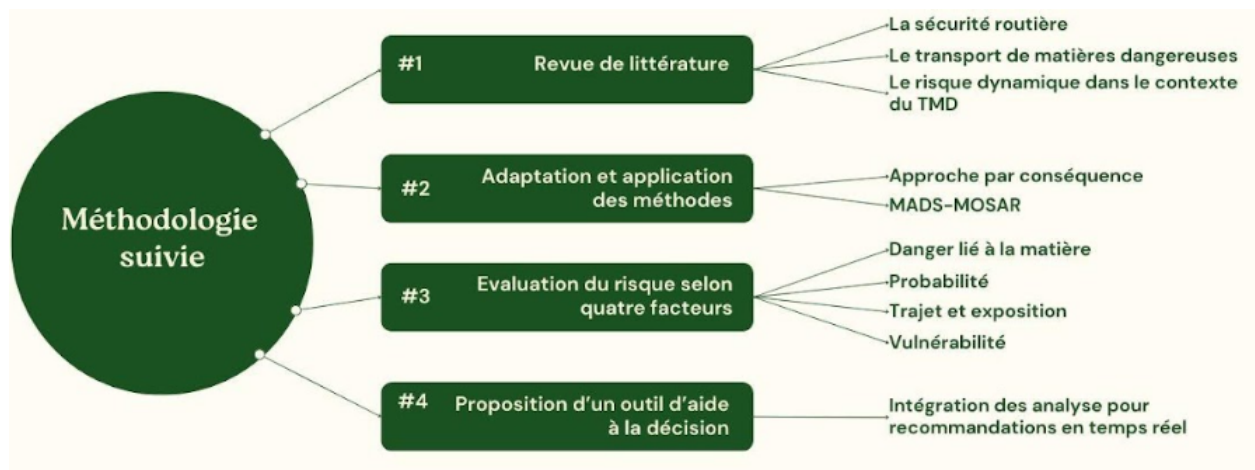 Méthodologie
suivie
#1 Revue de littérature
La sécurité routière
Le transport de matières dangereuses
Le risque dynamique dans le contexte
du TMD
#2 Adaptation et application
des méthodes
Approche par conséquence
MADS-MOSAR
#3 Evaluation du risque selon
quatre facteurs
Danger lié à la matière
Probabilité
Trajet et exposition
Vulnérabilité
#4 Proposition d’un outil d’aide
à la décision
Intégration des analyse pour
recommandations en temps réel